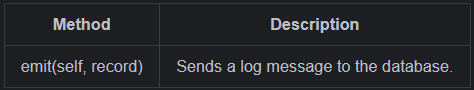 Method Description
emit(self, record) Sends a log message to the database.